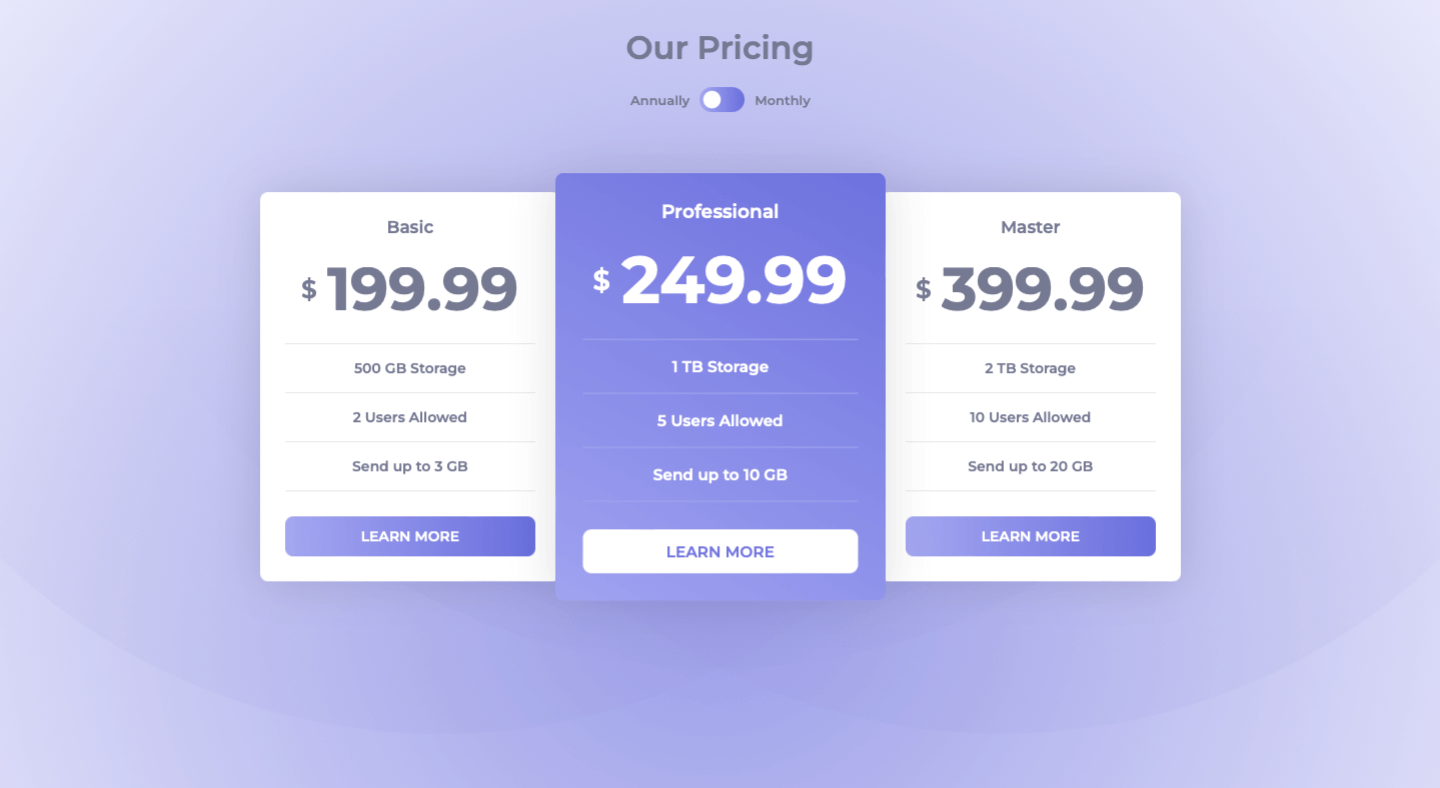 Our Pricing
Annually Monthly
Basic
$ 199.99
500 GB Storage
2 Users Allowed
Send up to 3 GB
LEARN MORE
Professional
$ 249.99
1 TB Storage
5 Users Allowed
Send up to 10 GB
LEARN MORE
Master
$ 399.99
2 TB Storage
10 Users Allowed
Send up to 20 GB
LEARN MORE